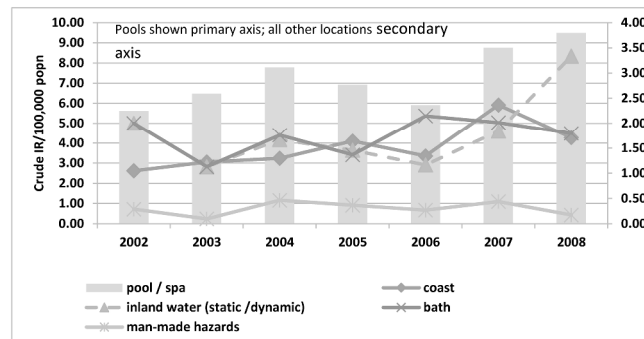 Pools shown primary axis; all other locations secondary
axis
Crude IR/100,000 popn
10.00
9.00
8.00
7.00
6.00
5.00
4.00
3.00
2.00
1.00
0.00
4.00
3.50
3.00
2.50
2.00
1.50
1.00
0.50
0.00
2002 2003 2004 2005 2006 2007 2008
pool / spa coast
inland water (static /dynamic) bath
man-made hazards